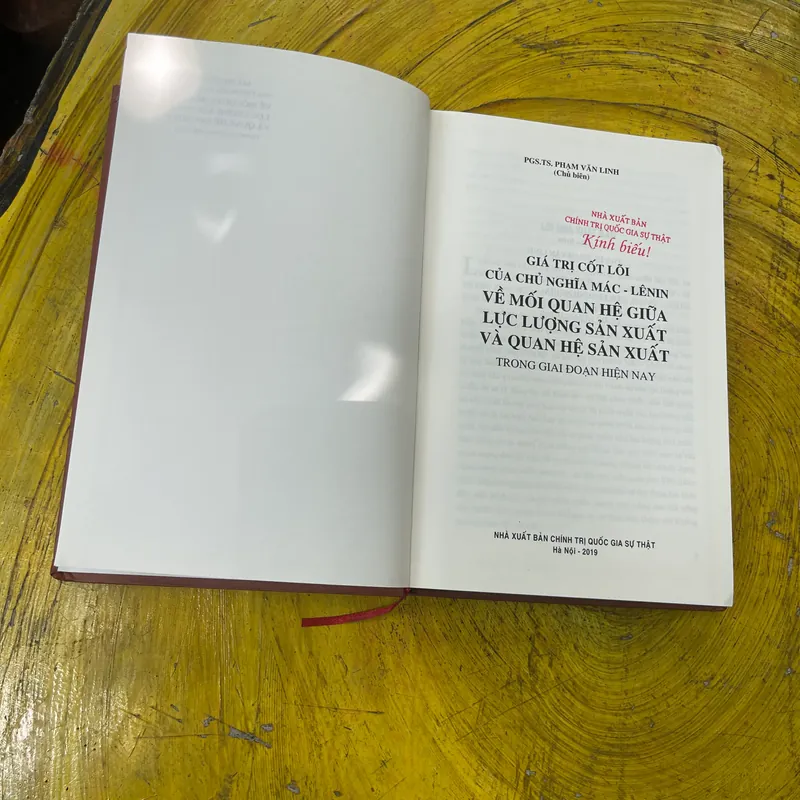 PGS.TS. PHẠM VĂN LINH
(Chủ biên)
NHÀ XUẤT BẢN
CHÍNH TRỊ QUỐC GIA SỰ THẬT
Kính biếu!
GIÁ TRỊ CỐT LÕI
CỦA CHỦ NGHĨA MÁC - LÊNIN
VỀ MỐI QUAN HỆ GIỮA
LỰC LƯỢNG SẢN XUẤT
VÀ QUAN HỆ SẢN XUẤT
TRONG GIAI ĐOẠN HIỆN NAY
NHÀ XUẤT BẢN CHÍNH TRỊ QUỐC GIA SỰ THẬT
Hà Nội - 2019